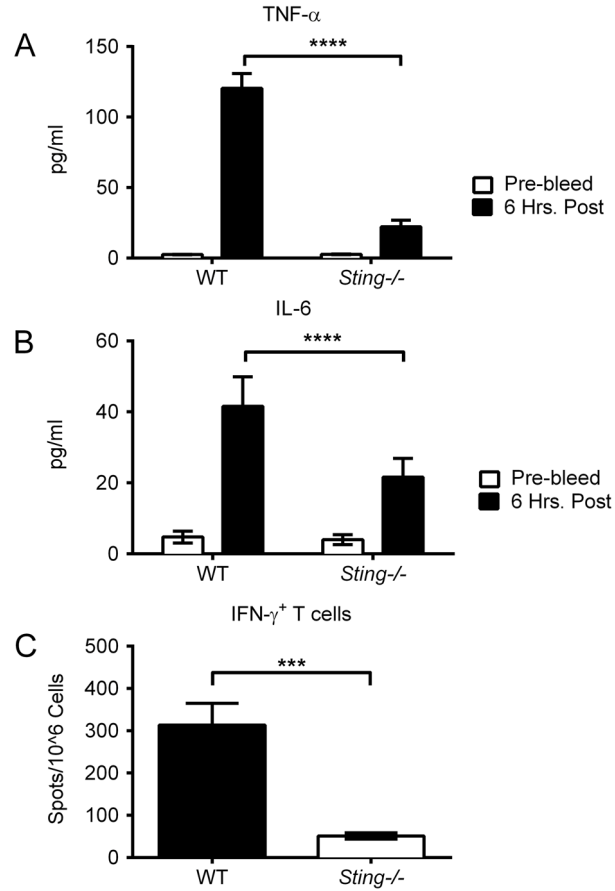 TNF-α
A
****
150
100
50
0
pg/ml
Pre-bleed
6 Hrs. Post
WT Sting-/-
IL-6
B
****
60
40
20
0
pg/ml
Pre-bleed
6 Hrs. Post
WT Sting-/-
IFN-γ+ T cells
C
***
500
400
300
200
100
0
Spots/10^6 Cells
WT Sting-/-